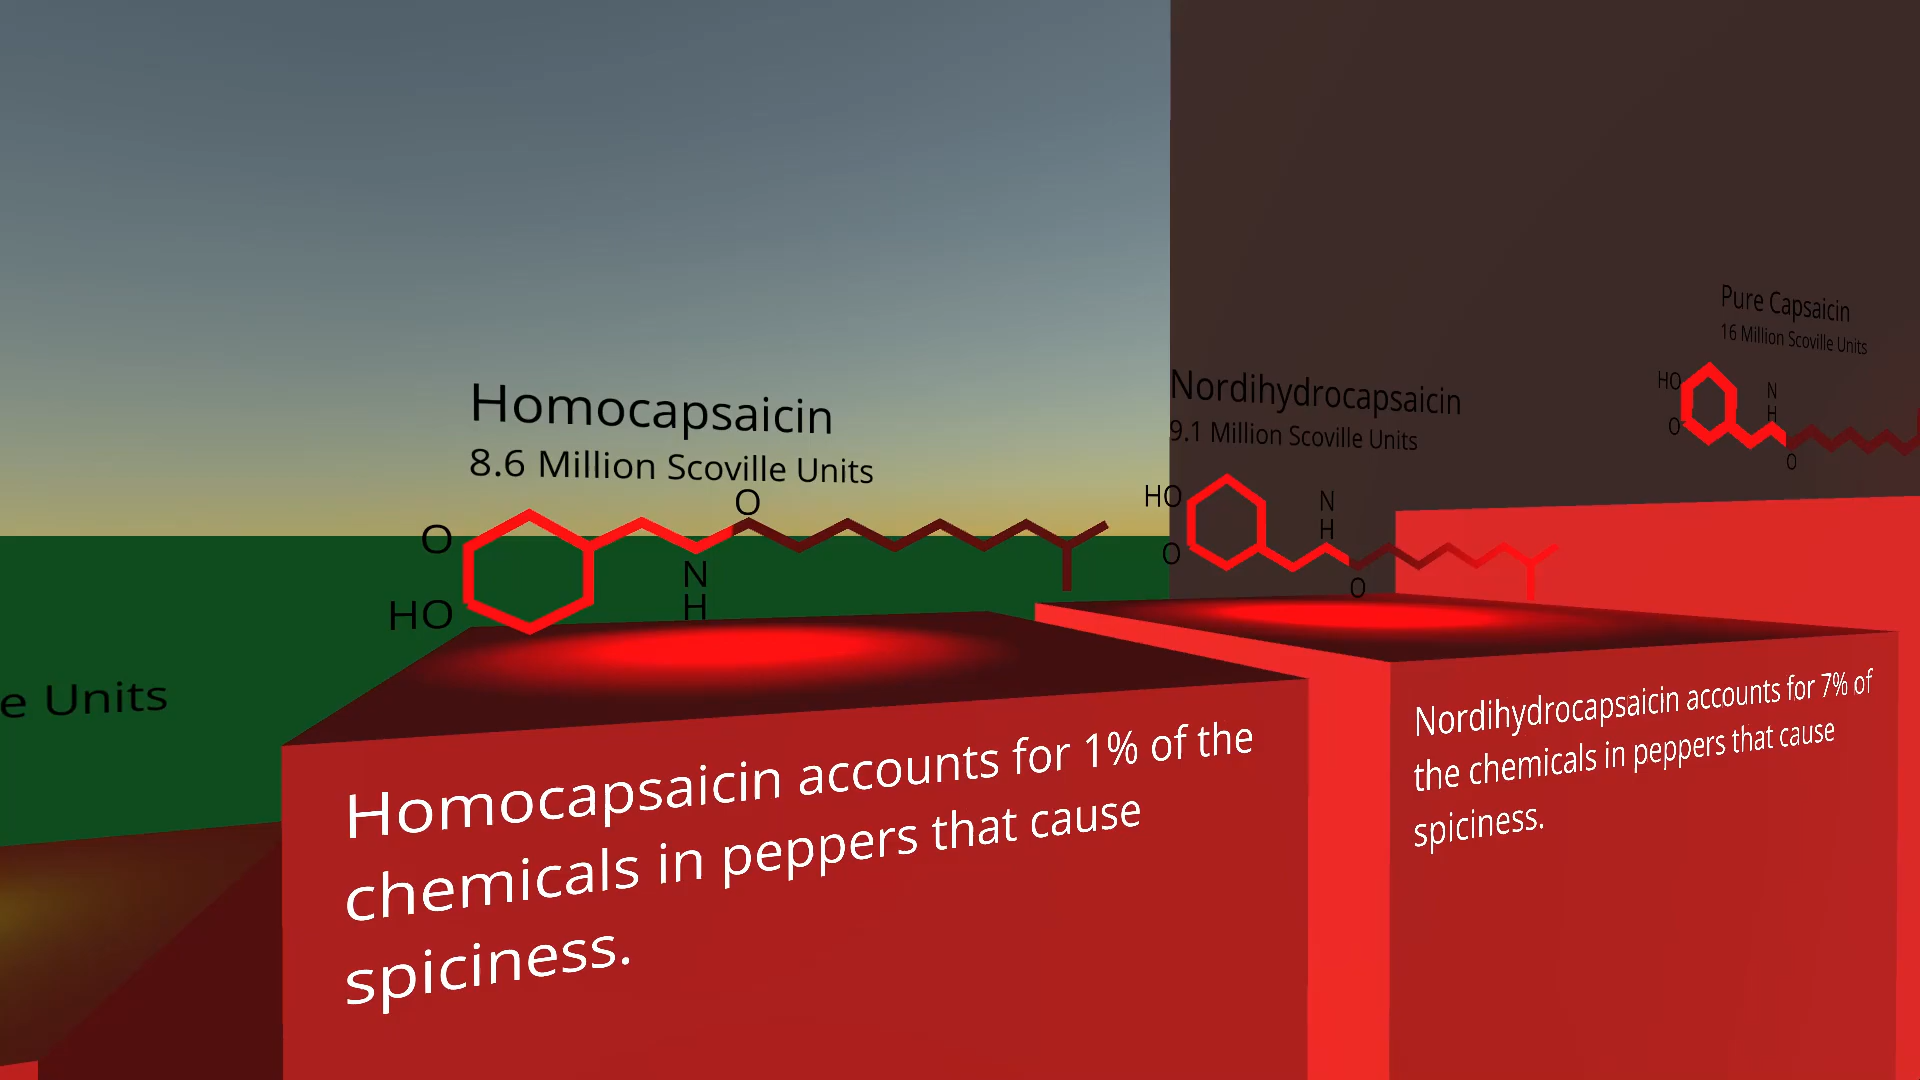 Homocapsaicin
8.6 Million Scoville Units
O
O
HO
N
H
Nordihydrocapsaicin
9.1 Million Scoville Units
HO
N
H
O
O
Pure Capsaicin
16 Million Scoville Units
HO
N
H
O
O
e Units
Homocapsaicin accounts for 1% of the
chemicals in peppers that cause
spiciness.
Nordihydrocapsaicin accounts for 7% of
the chemicals in peppers that cause
spiciness.